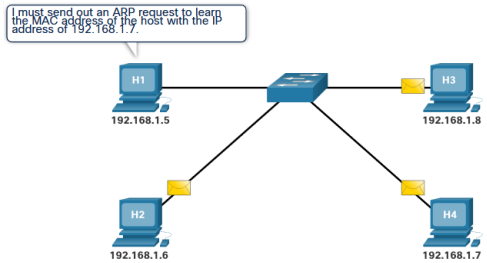 I must send out an ARP request to learn
the MAC address of the host with the IP
address of 192.168.1.7.
H1
H3
192.168.1.5
192.168.1.8
H2
H4
192.168.1.6
192.168.1.7